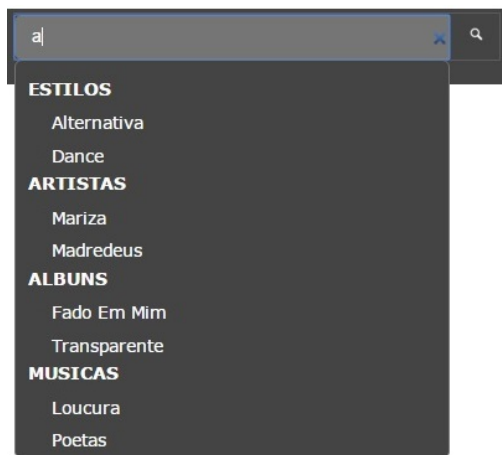 a
ESTILOS
Alternativa
Dance
ARTISTAS
Mariza
Madredeus
ALBUNS
Fado Em Mim
Transparente
MUSICAS
Loucura
Poetas